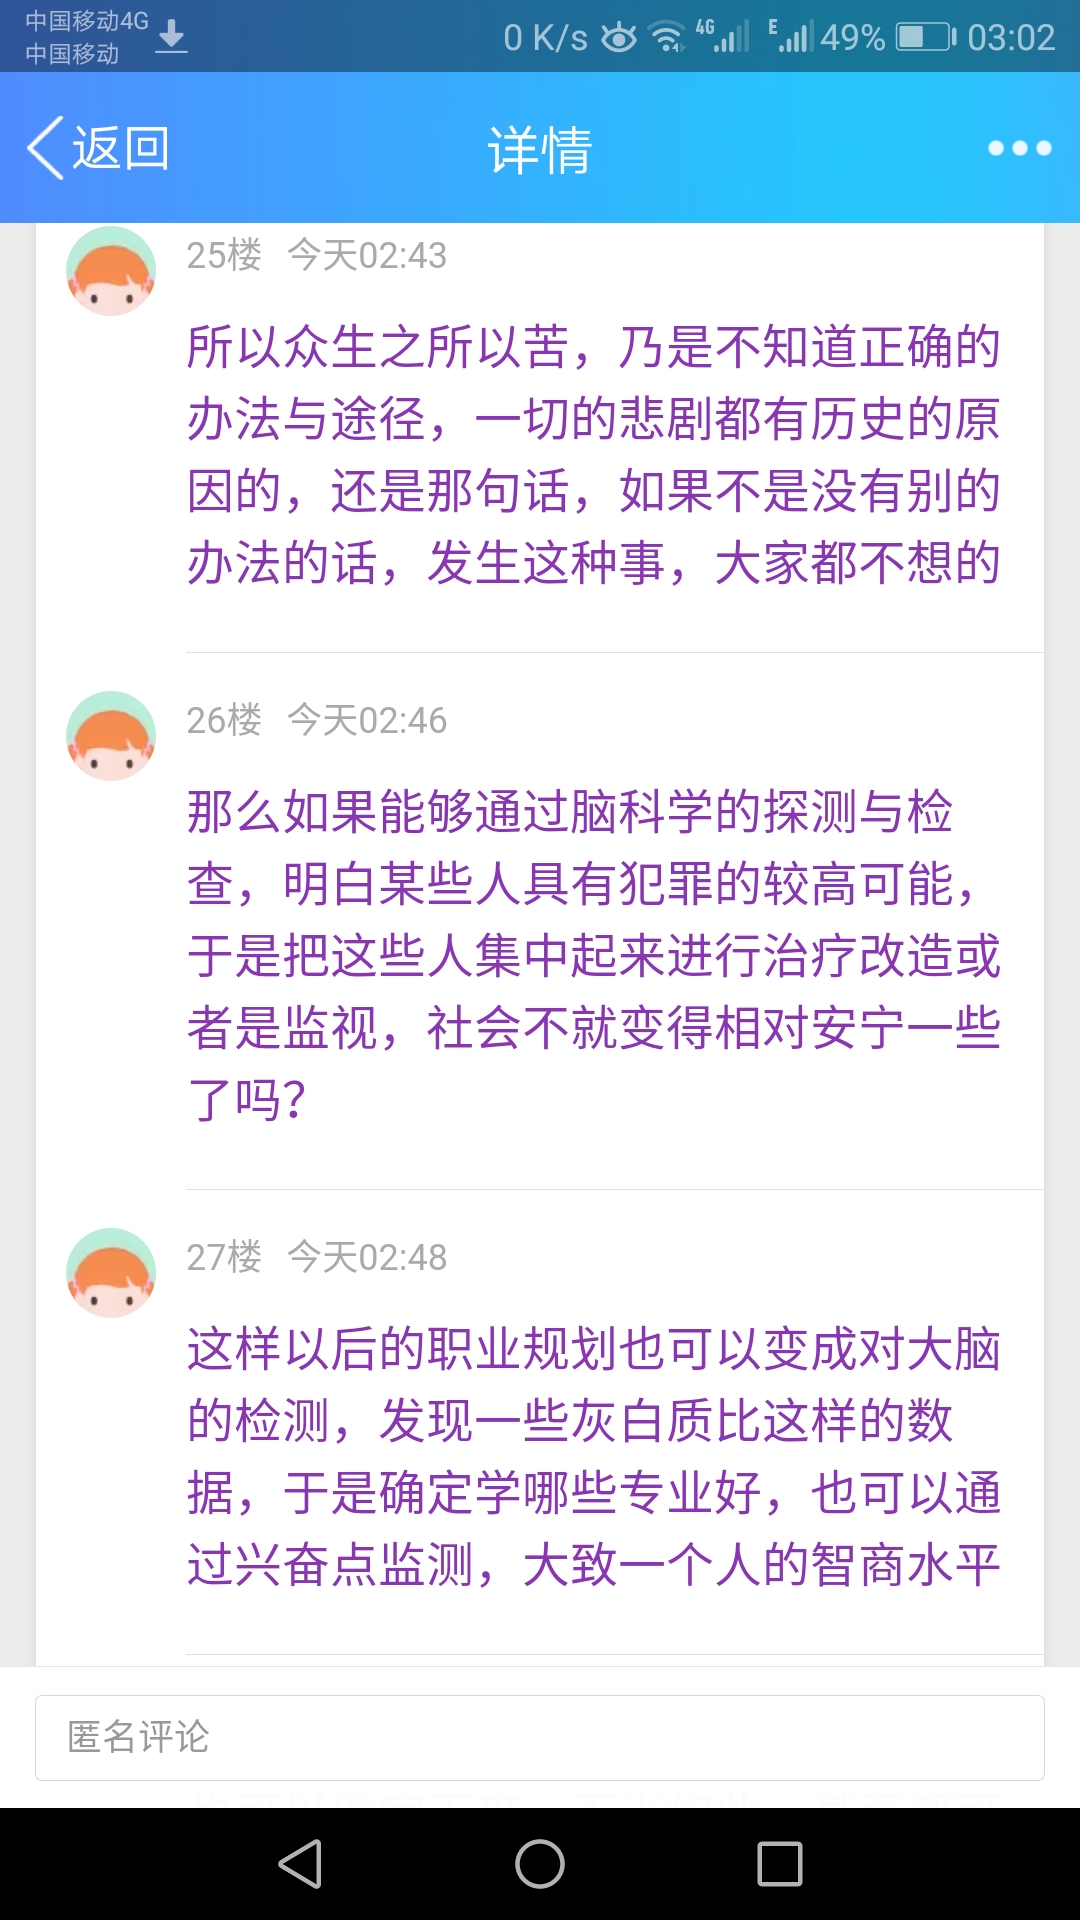 中国移动4G
中国移动
0 K/s 4G E 49% 03:02
返回 详情
25楼 今天02:43
所以众生之所以苦，乃是不知道正确的
办法与途径，一切的悲剧都有历史的原
因的，还是那句话，如果不是没有别的
办法的话，发生这种事，大家都不想的
26楼 今天02:46
那么如果能够通过脑科学的探测与检
查，明白某些人具有犯罪的较高可能，
于是把这些人集中起来进行治疗改造或
者是监视，社会不就变得相对安宁一些
了吗？
27楼 今天02:48
这样以后的职业规划也可以变成对大脑
的检测，发现一些灰白质比这样的数
据，于是确定学哪些专业好，也可以通
过兴奋点监测，大致一个人的智商水平
匿名评论